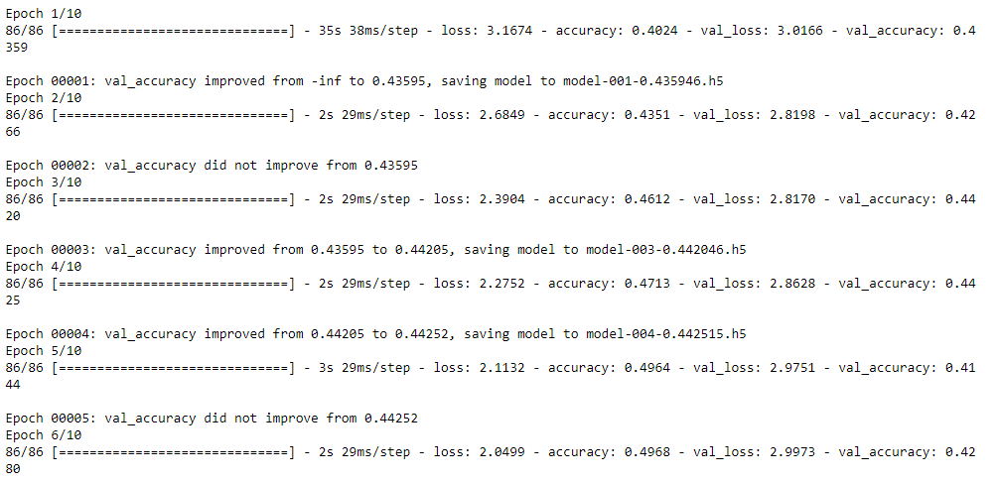 Epoch 1/10
86/86 [==============================] - 35s 38ms/step - loss: 3.1674 - accuracy: 0.4024 - val_loss: 3.0166 - val_accuracy: 0.4
359
Epoch 00001: val_accuracy improved from -inf to 0.43595, saving model to model-001-0.435946.h5
Epoch 2/10
86/86 [==============================] - 2s 29ms/step - loss: 2.6849 - accuracy: 0.4351 - val_loss: 2.8198 - val_accuracy: 0.42
66
Epoch 00002: val_accuracy did not improve from 0.43595
Epoch 3/10
86/86 [==============================] - 2s 29ms/step - loss: 2.3904 - accuracy: 0.4612 - val_loss: 2.8170 - val_accuracy: 0.44
20
Epoch 00003: val_accuracy improved from 0.43595 to 0.44205, saving model to model-003-0.442046.h5
Epoch 4/10
86/86 [==============================] - 2s 29ms/step - loss: 2.2752 - accuracy: 0.4713 - val_loss: 2.8628 - val_accuracy: 0.44
25
Epoch 00004: val_accuracy improved from 0.44205 to 0.44252, saving model to model-004-0.442515.h5
Epoch 5/10
86/86 [==============================] - 3s 29ms/step - loss: 2.1132 - accuracy: 0.4964 - val_loss: 2.9751 - val_accuracy: 0.41
44
Epoch 00005: val_accuracy did not improve from 0.44252
Epoch 6/10
86/86 [==============================] - 2s 29ms/step - loss: 2.0499 - accuracy: 0.4968 - val_loss: 2.9973 - val_accuracy: 0.42
80